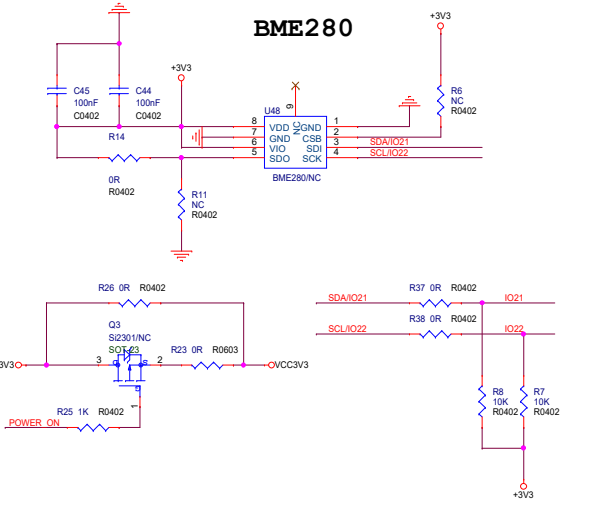 BME280
+3V3
+3V3
C45
100nF
C0402
C44
100nF
C0402
R6
NC
R0402
U48
9
NC
8 VDD GND 1
7 GND CSB 2
6 VIO SDI 3 SDA/IO21
5 SDO SCK 4 SCL/IO22
BME280/NC
R14
0R
R0402
R11
NC
R0402
R26 0R R0402
Q3
Si2301/NC
SOT-23
3V3
3
2
R23 0R R0603
VCC3V3
1
R25 1K R0402
POWER_ON
SDA/IO21 R37 0R R0402 IO21
SCL/IO22 R38 0R R0402 IO22
R8
10K
R0402
R7
10K
R0402
+3V3